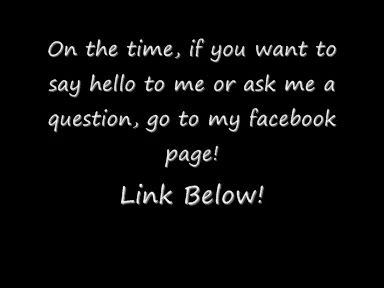 On the time, if you want to
say hello to me or ask me a
question, go to my facebook
page!
Link Below!